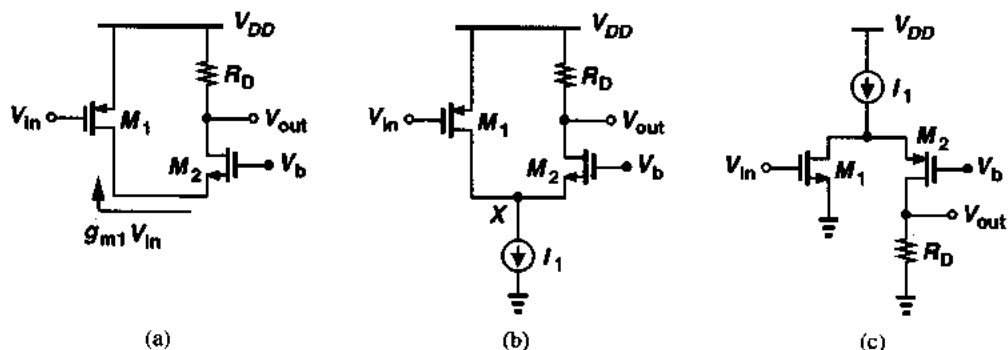 V_DD
R_D
V_in
M_1
V_out
M_2
V_b
g_m1 V_in
(a)
V_DD
R_D
V_in
M_1
V_out
M_2
V_b
X
I_1
(b)
V_DD
I_1
M_2
V_in
M_1
V_b
V_out
R_D
(c)